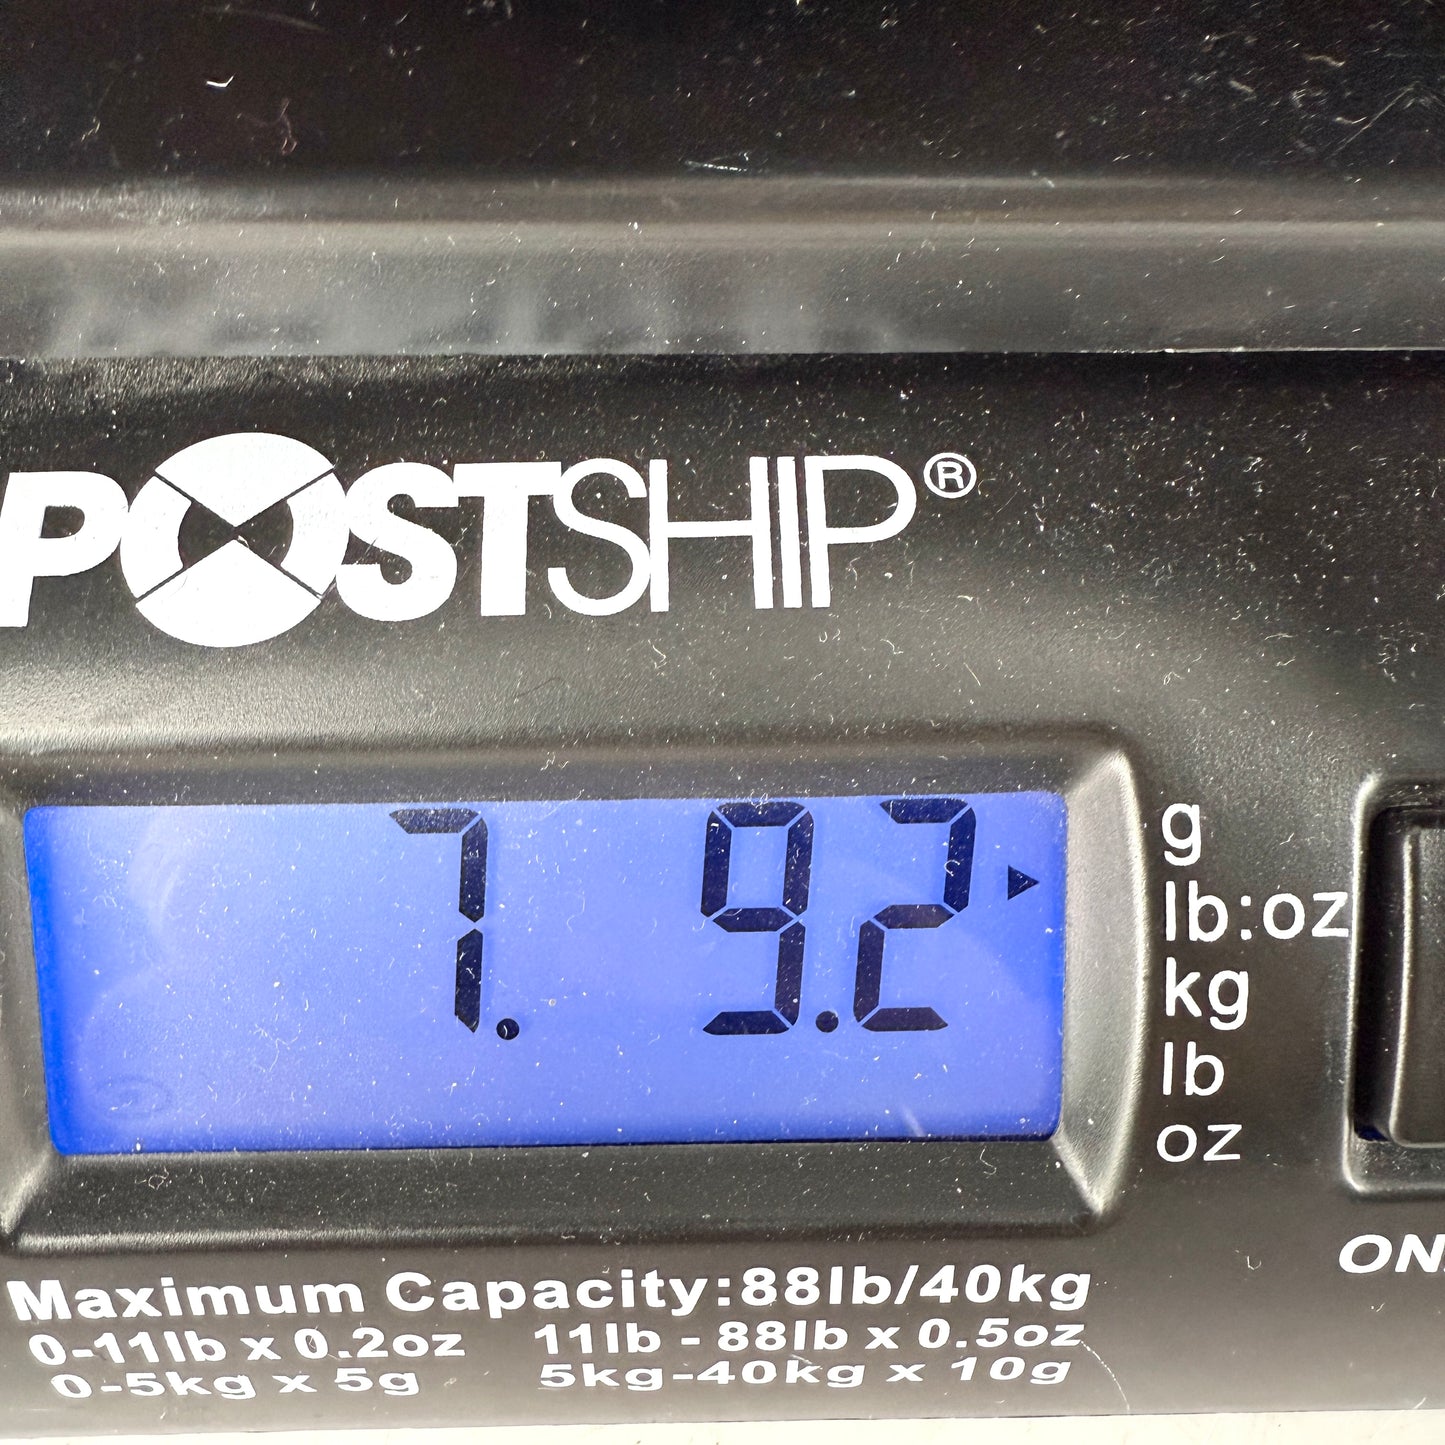 POSTSHIP®
7. 9.2
g
lb:oz
kg
lb
oz
ON
Maximum Capacity:88lb/40kg
0-11lb x 0.2oz 11lb - 88lb x 0.5oz
0-5kg x 5g 5kg-40kg x 10g